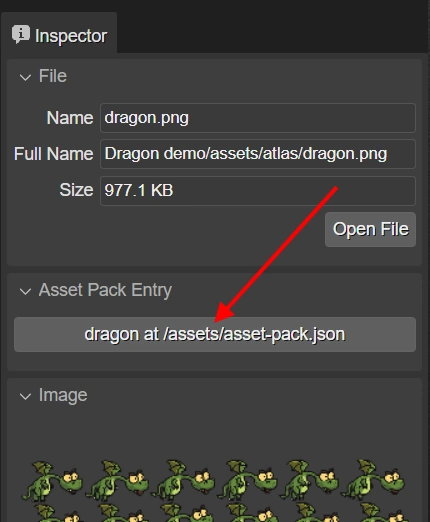 Inspector
File
Name dragon.png
Full Name Dragon demo/assets/atlas/dragon.png
Size 977.1 KB
Open File
Asset Pack Entry
dragon at /assets/asset-pack.json
Image